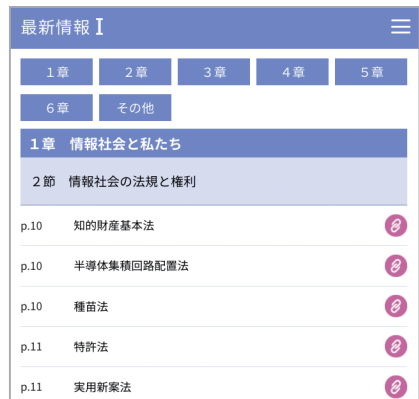 最新情報Ⅰ
1章 2章 3章 4章 5章
6章 その他
1章 情報社会と私たち
2節 情報社会の法規と権利
p.10 知的財産基本法
p.10 半導体集積回路配置法
p.10 種苗法
p.11 特許法
p.11 実用新案法